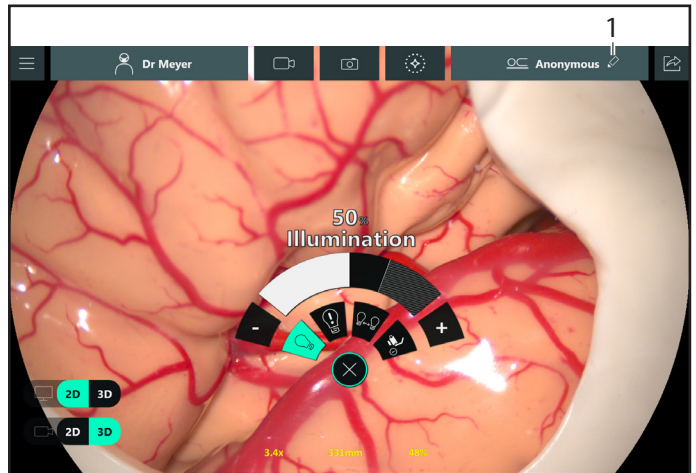 1
Dr Meyer
Anonymous
50%
Illumination
- +
2D 3D
2D 3D
3.4x 331mm 48%